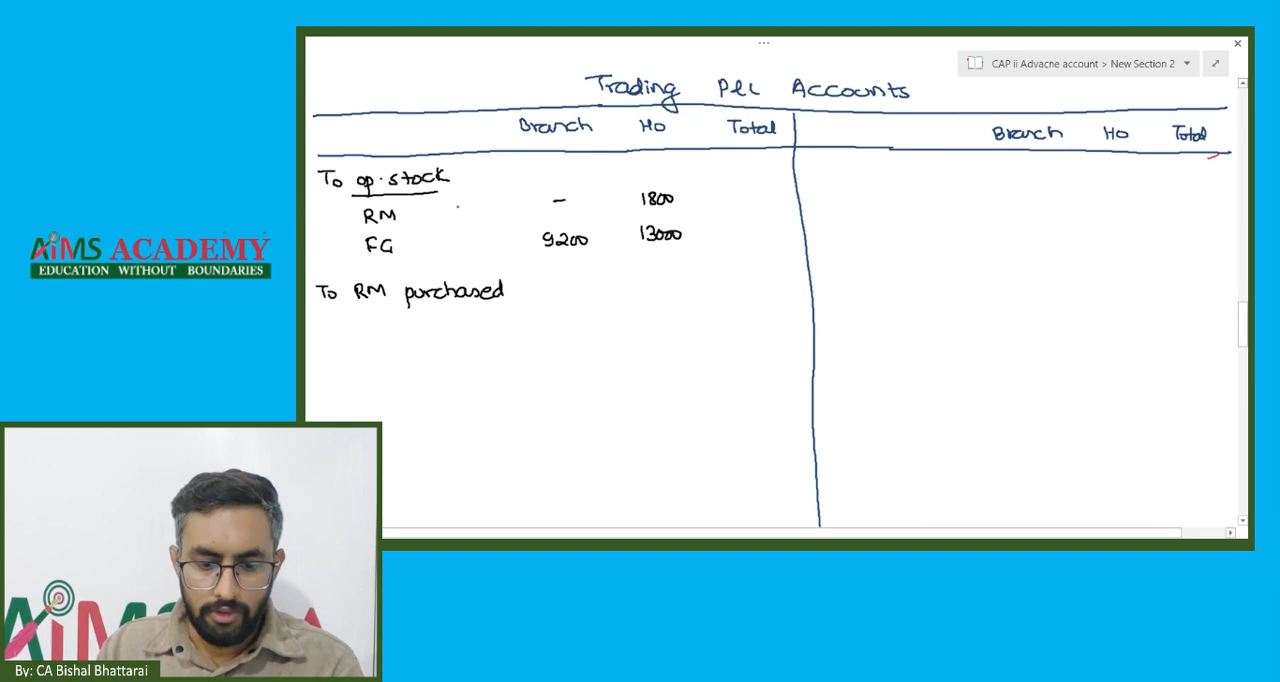 CAP ii Advacne account > New Section 2
Trading P&L Accounts
Branch HO Total Branch HO Total
To op. stock
RM - 1800
FG 9200 13000
To RM purchased
AiMS ACADEMY
EDUCATION WITHOUT BOUNDARIES
AiMS
By: CA Bishal Bhattarai